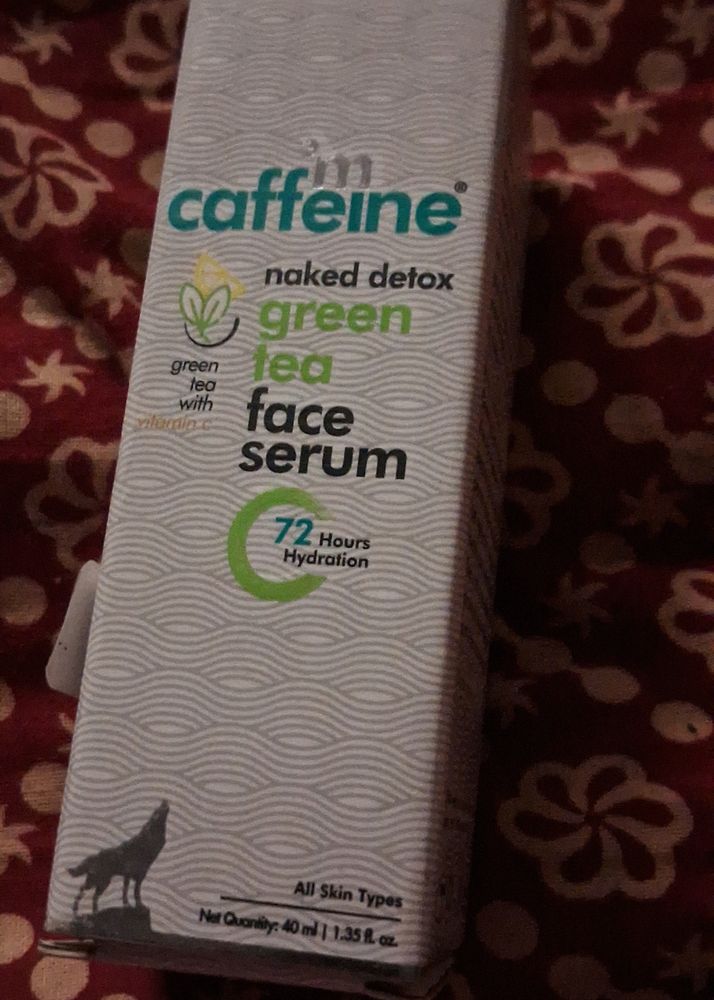 'm
caffeine®
naked detox
green
tea
face
serum
green
tea
with
vitamin c
72 Hours
Hydration
All Skin Types
Net Quantity: 40 ml | 1.35 fl. oz.